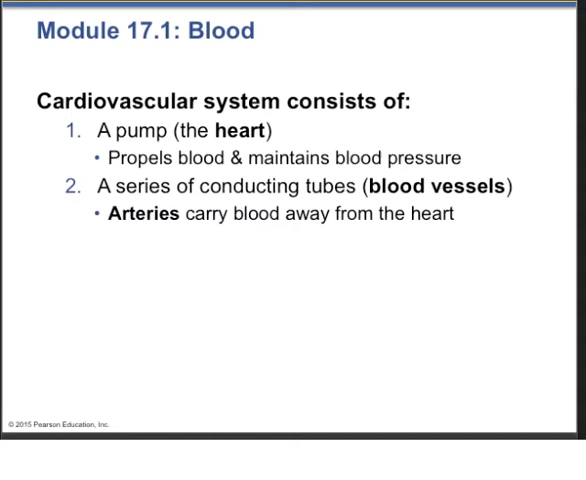 Module 17.1: Blood
Cardiovascular system consists of:
1. A pump (the heart)
• Propels blood & maintains blood pressure
2. A series of conducting tubes (blood vessels)
• Arteries carry blood away from the heart
© 2015 Pearson Education, Inc.